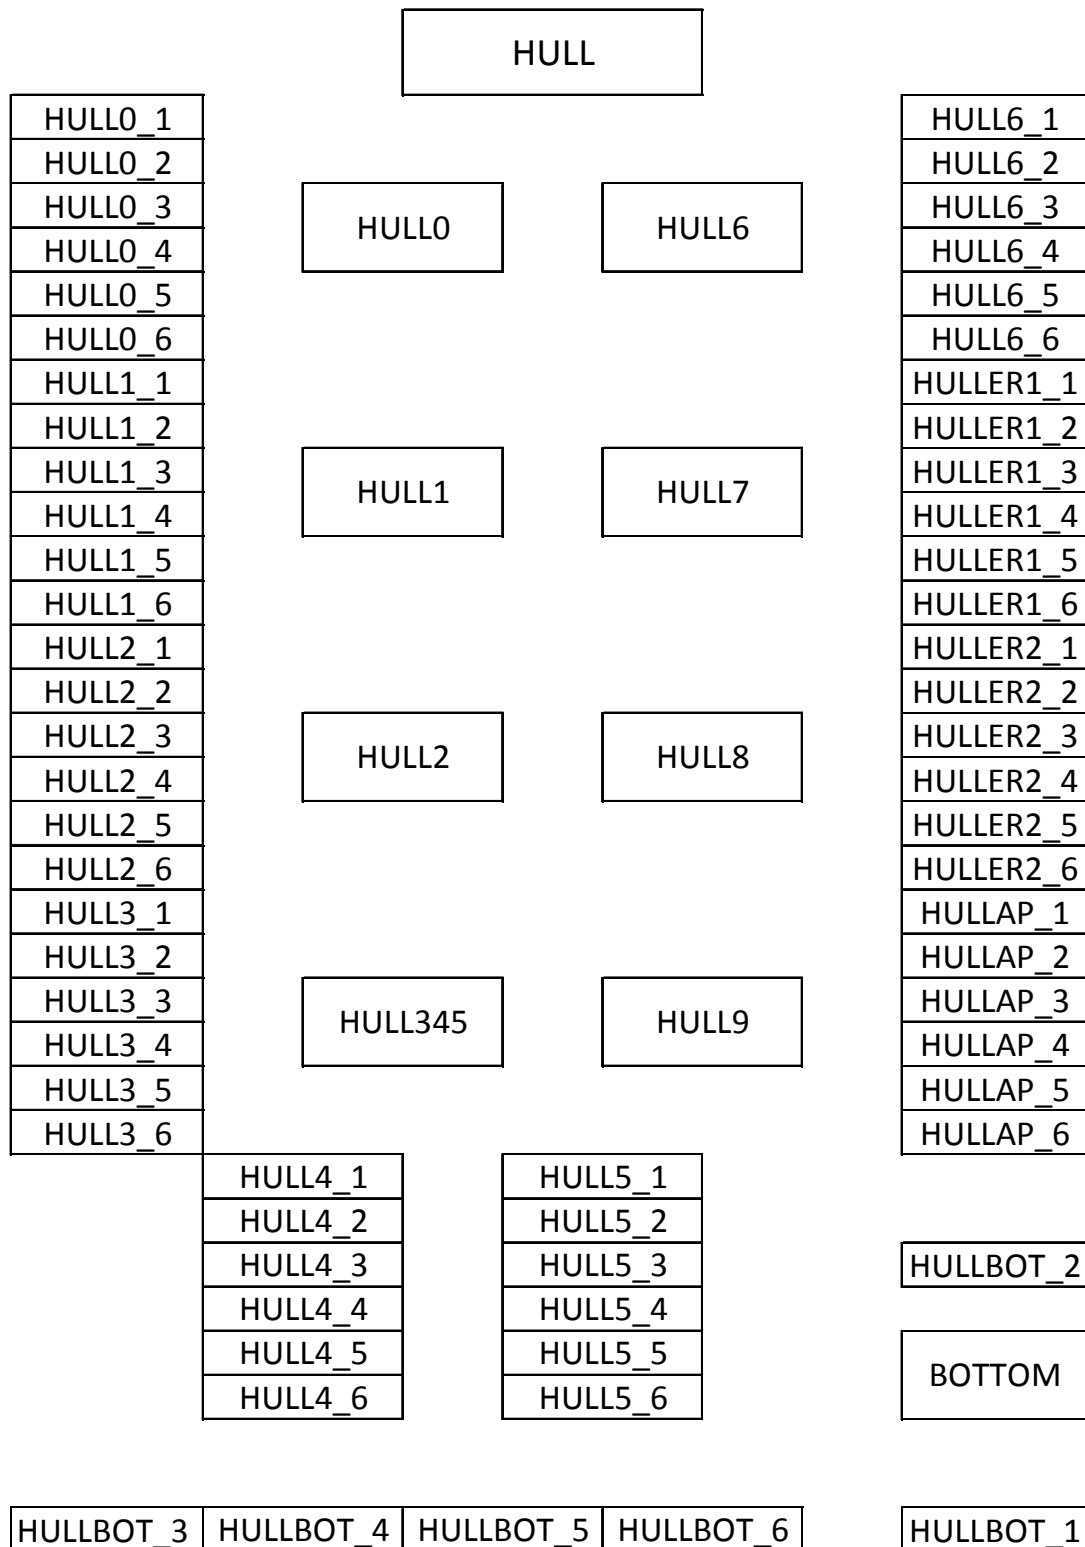 HULL
HULL0_1 HULL6_1
HULL0_2 HULL6_2
HULL0_3 HULL0 HULL6 HULL6_3
HULL0_4 HULL6_4
HULL0_5 HULL6_5
HULL0_6 HULL6_6
HULL1_1 HULLER1_1
HULL1_2 HULLER1_2
HULL1_3 HULL1 HULL7 HULLER1_3
HULL1_4 HULLER1_4
HULL1_5 HULLER1_5
HULL1_6 HULLER1_6
HULL2_1 HULLER2_1
HULL2_2 HULLER2_2
HULL2_3 HULL2 HULL8 HULLER2_3
HULL2_4 HULLER2_4
HULL2_5 HULLER2_5
HULL2_6 HULLER2_6
HULL3_1 HULLAP_1
HULL3_2 HULLAP_2
HULL3_3 HULL345 HULL9 HULLAP_3
HULL3_4 HULLAP_4
HULL3_5 HULLAP_5
HULL3_6 HULLAP_6
HULL4_1 HULL5_1
HULL4_2 HULL5_2
HULL4_3 HULL5_3 HULLBOT_2
HULL4_4 HULL5_4
HULL4_5 HULL5_5 BOTTOM
HULL4_6 HULL5_6
HULLBOT_3 HULLBOT_4 HULLBOT_5 HULLBOT_6 HULLBOT_1